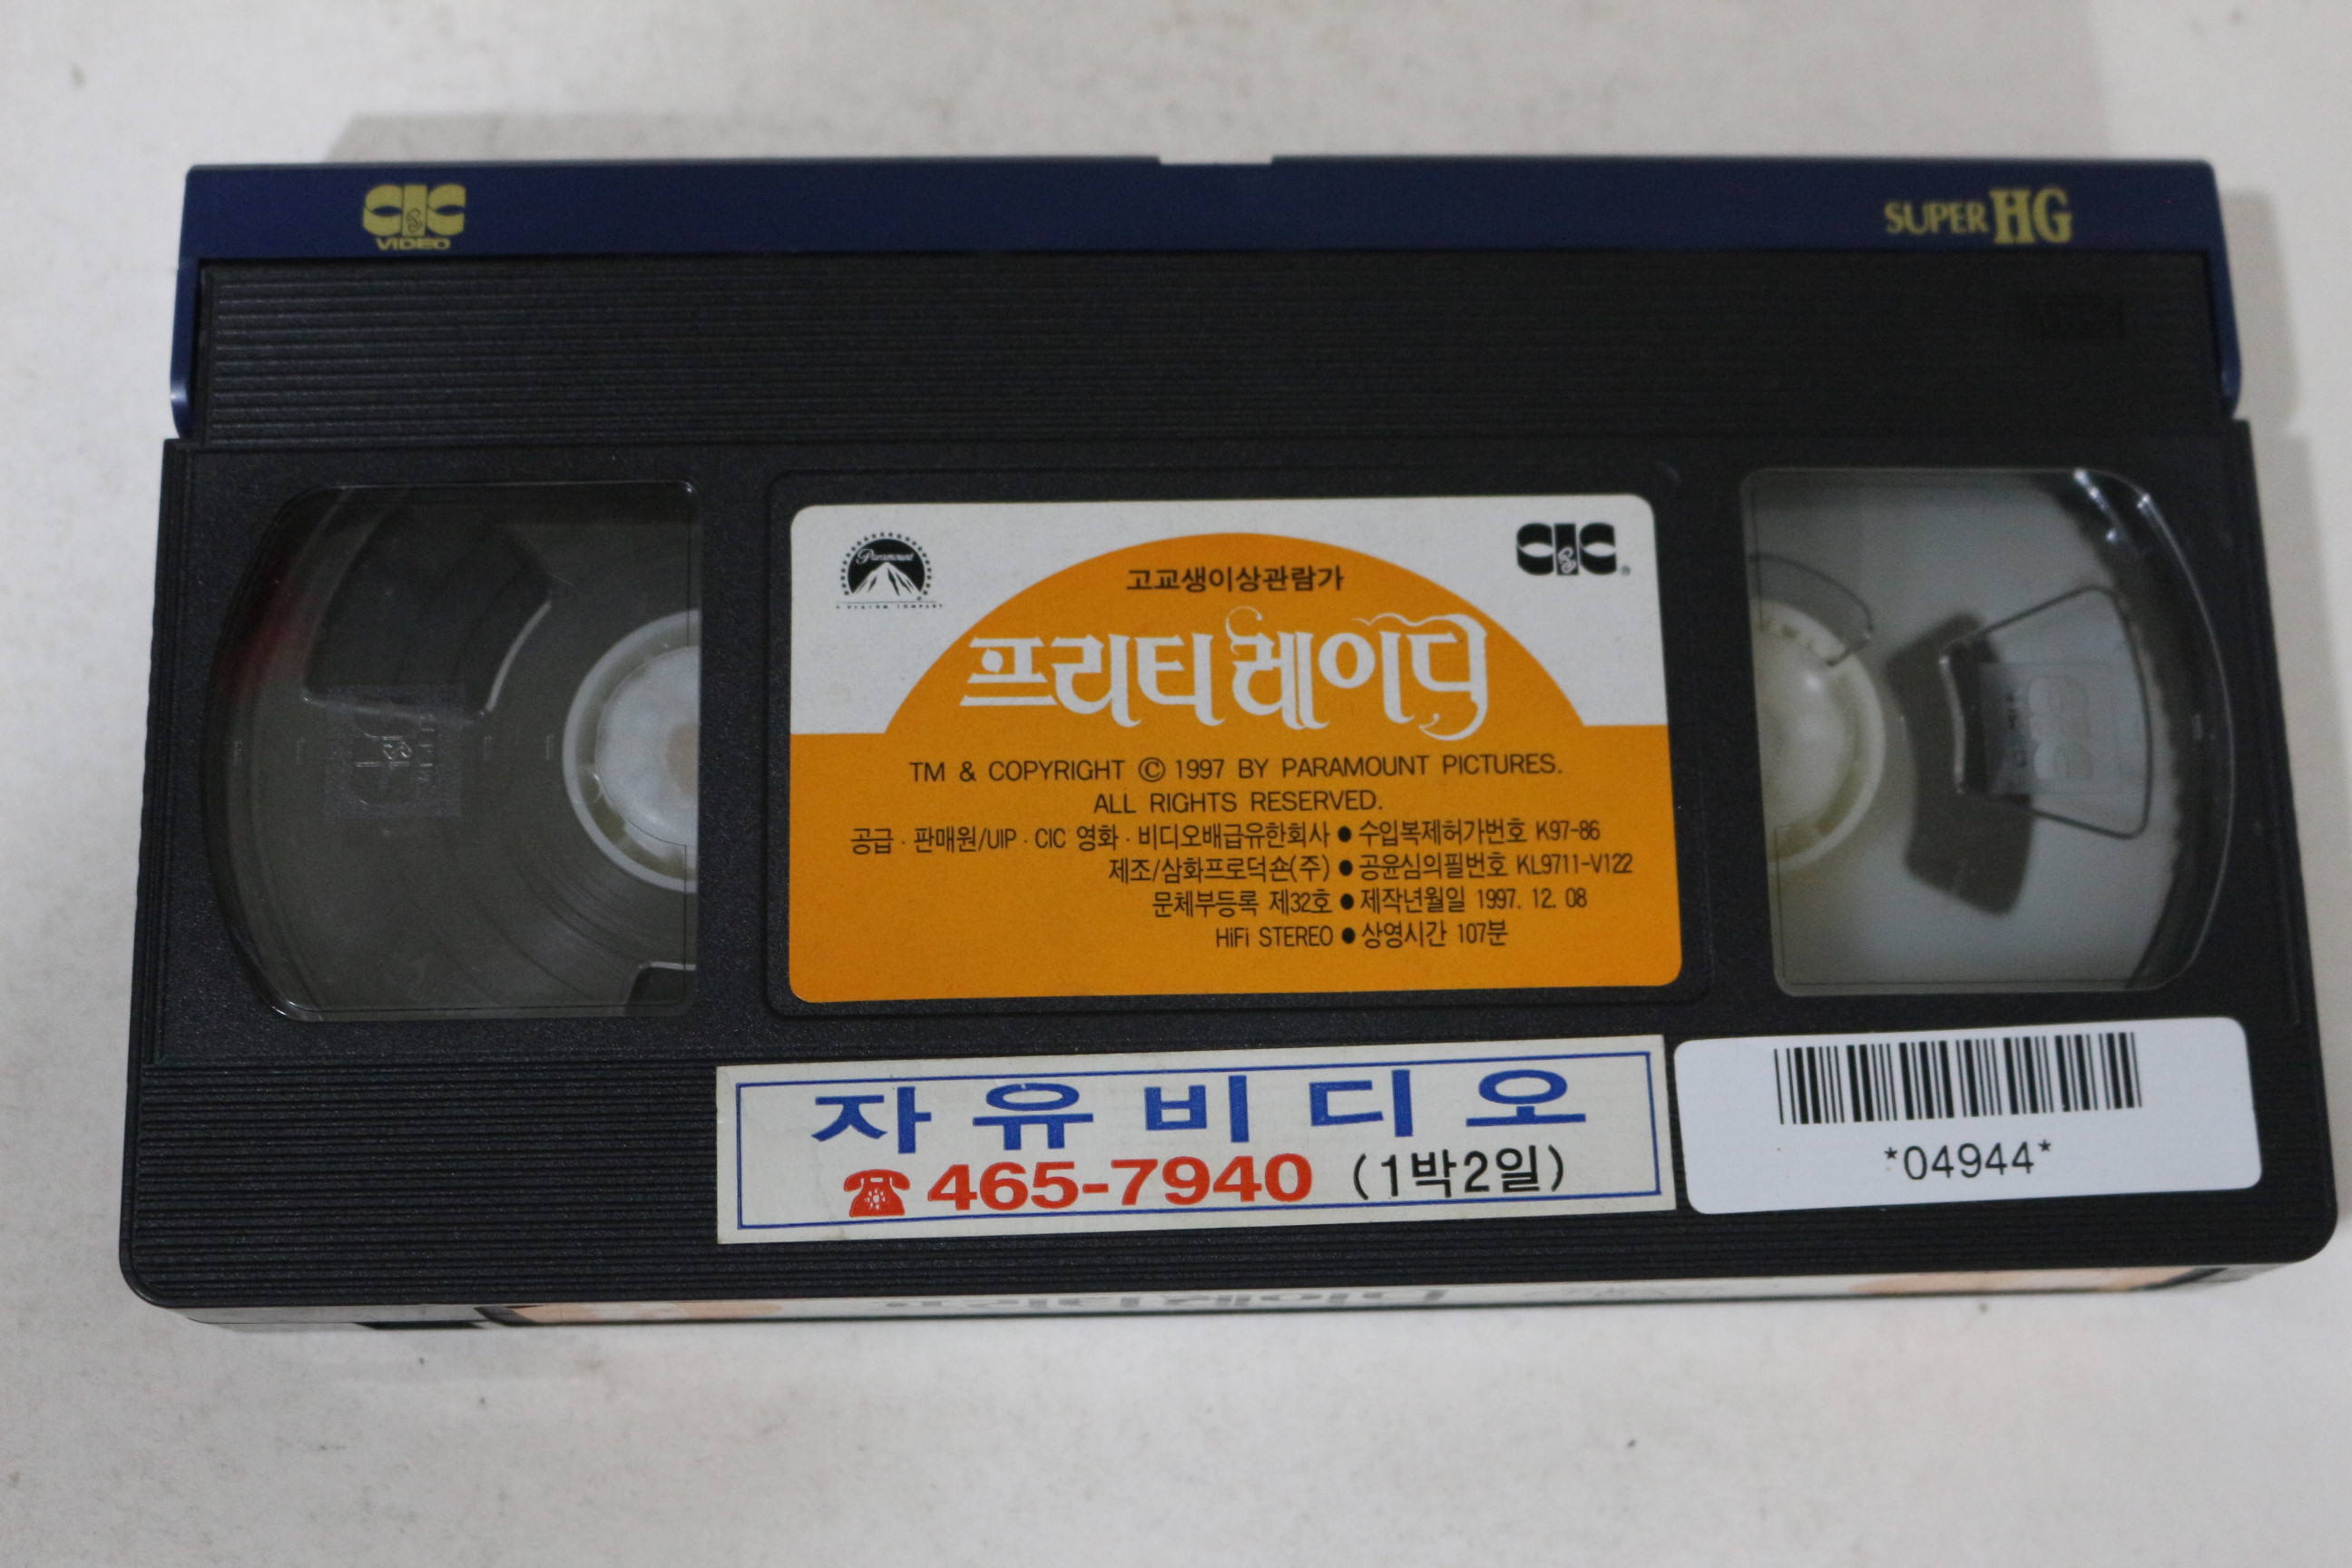 CIC
VIDEO
SUPER HG
Paramount
A VIACOM COMPANY
CIC
고교생이상관람가
프리티 레이디
TM & COPYRIGHT © 1997 BY PARAMOUNT PICTURES.
ALL RIGHTS RESERVED.
공급 · 판매원/UIP · CIC 영화 · 비디오배급유한회사 ● 수입복제허가번호 K97-86
제조/삼화프로덕숀(주) ● 공윤심의필번호 KL9711-V122
문체부등록 제32호 ● 제작년월일 1997. 12. 08
HiFi STEREO ● 상영시간 107분
자유비디오
☎ 465-7940 (1박2일)
*04944*